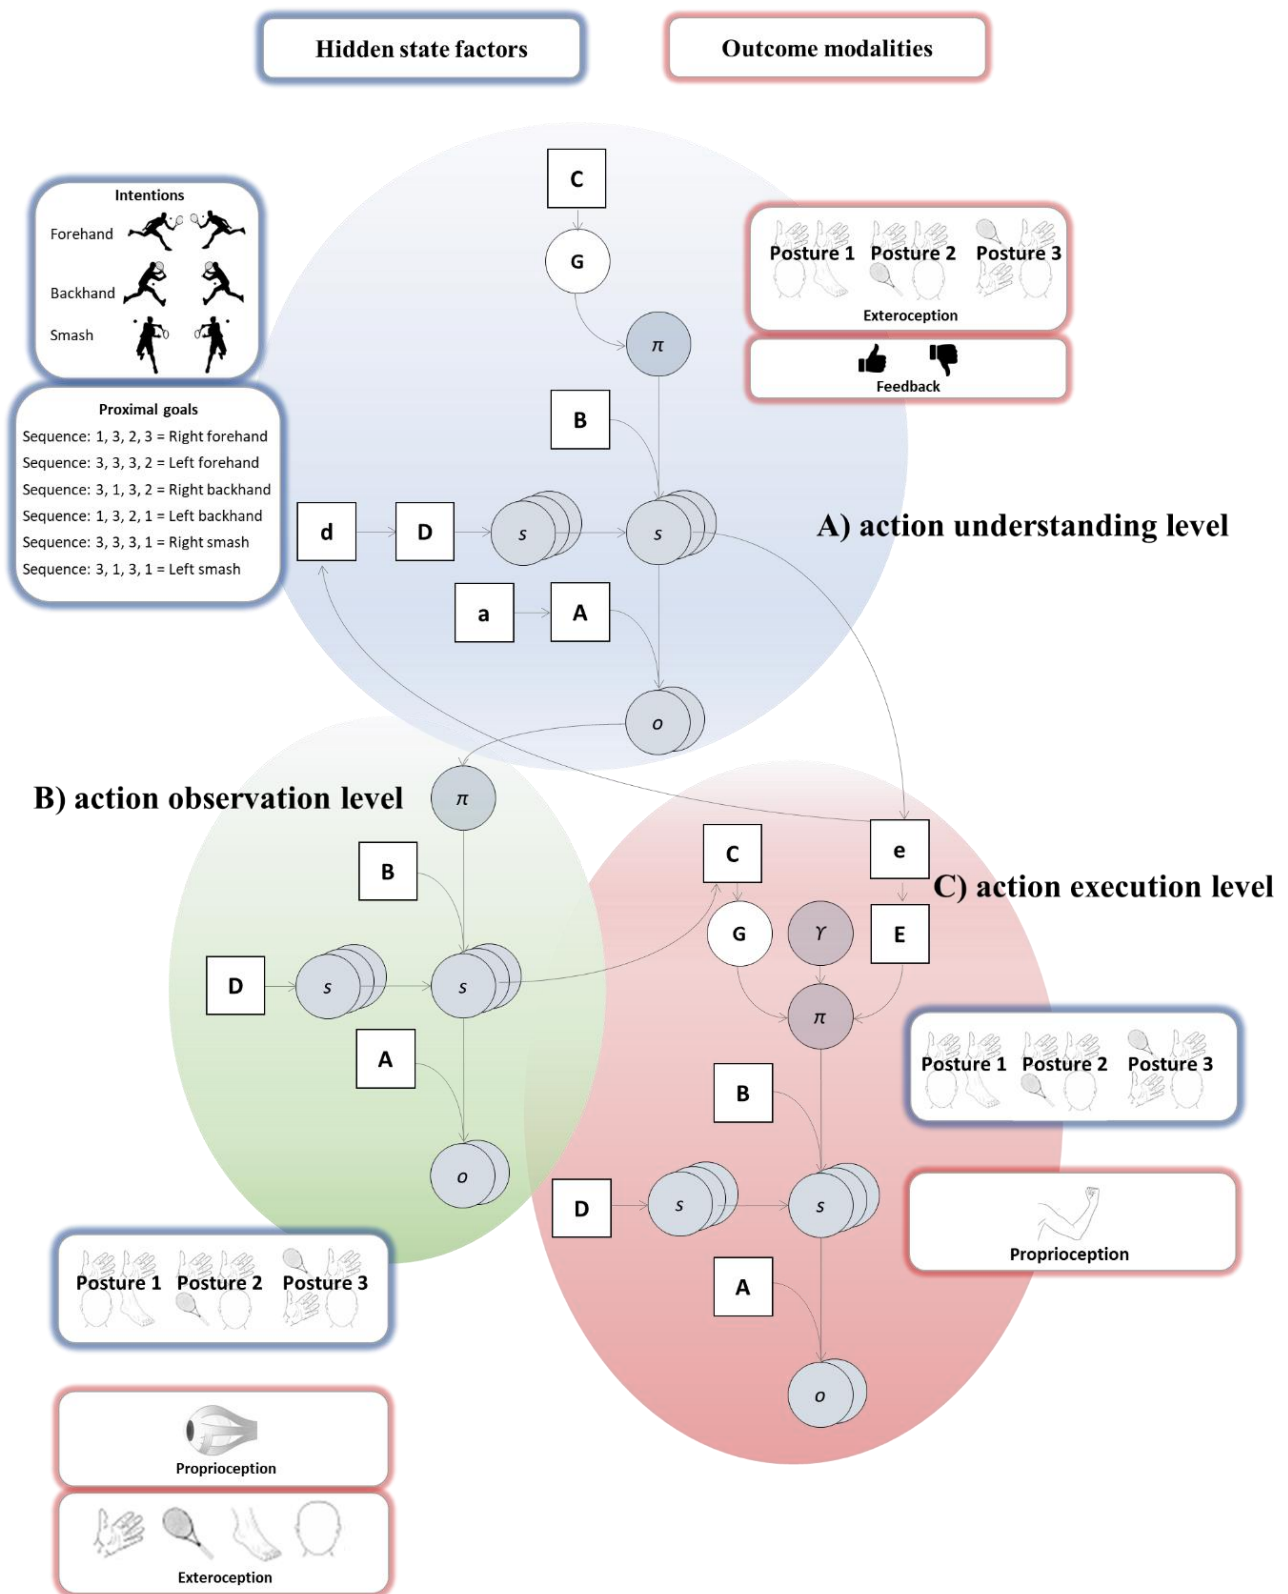 Hidden state factors
Outcome modalities
Intentions
Forehand
Backhand
Smash
Proximal goals
Sequence: 1, 3, 2, 3 = Right forehand
Sequence: 3, 3, 3, 2 = Left forehand
Sequence: 3, 1, 3, 2 = Right backhand
Sequence: 1, 3, 2, 1 = Left backhand
Sequence: 3, 3, 3, 1 = Right smash
Sequence: 3, 1, 3, 1 = Left smash
C
G
π
B
d
D
s
s
a
A
o
Posture 1
Posture 2
Posture 3
Exteroception
Feedback
A) action understanding level
B) action observation level
π
B
D
s
s
A
o
C
e
C) action execution level
G
ϒ
E
π
B
D
s
s
A
o
Posture 1
Posture 2
Posture 3
Proprioception
Posture 1
Posture 2
Posture 3
Proprioception
Exteroception